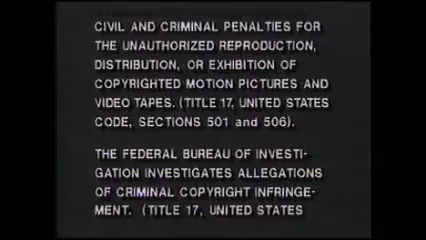 CIVIL AND CRIMINAL PENALTIES FOR
THE UNAUTHORIZED REPRODUCTION,
DISTRIBUTION, OR EXHIBITION OF
COPYRIGHTED MOTION PICTURES AND
VIDEO TAPES. (TITLE 17, UNITED STATES
CODE, SECTIONS 501 and 506).
THE FEDERAL BUREAU OF INVESTI-
GATION INVESTIGATES ALLEGATIONS
OF CRIMINAL COPYRIGHT INFRINGE-
MENT. (TITLE 17, UNITED STATES